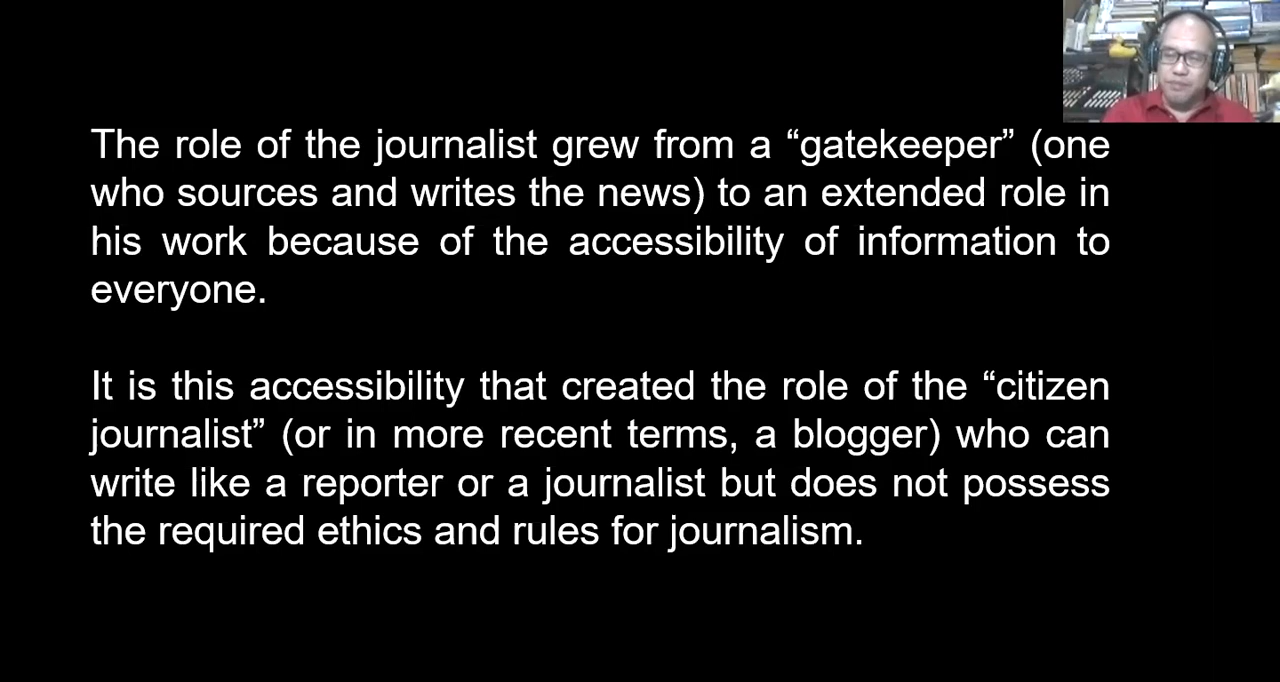 The role of the journalist grew from a “gatekeeper” (one
who sources and writes the news) to an extended role in
his work because of the accessibility of information to
everyone.
It is this accessibility that created the role of the “citizen
journalist” (or in more recent terms, a blogger) who can
write like a reporter or a journalist but does not possess
the required ethics and rules for journalism.